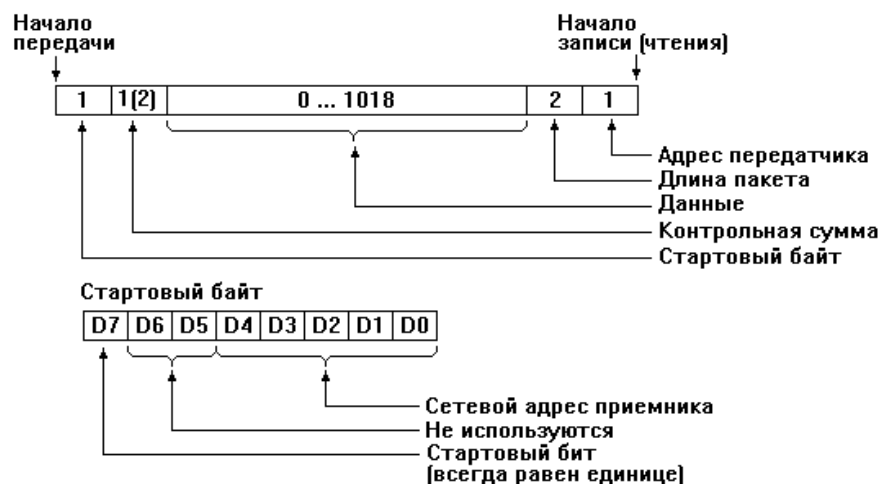 Начало
передачи
Начало
записи (чтения)
1 1(2) 0 ... 1018 2 1
Адрес передатчика
Длина пакета
Данные
Контрольная сумма
Стартовый байт
Стартовый байт
D7 D6 D5 D4 D3 D2 D1 D0
Сетевой адрес приемника
Не используются
Стартовый бит
(всегда равен единице)